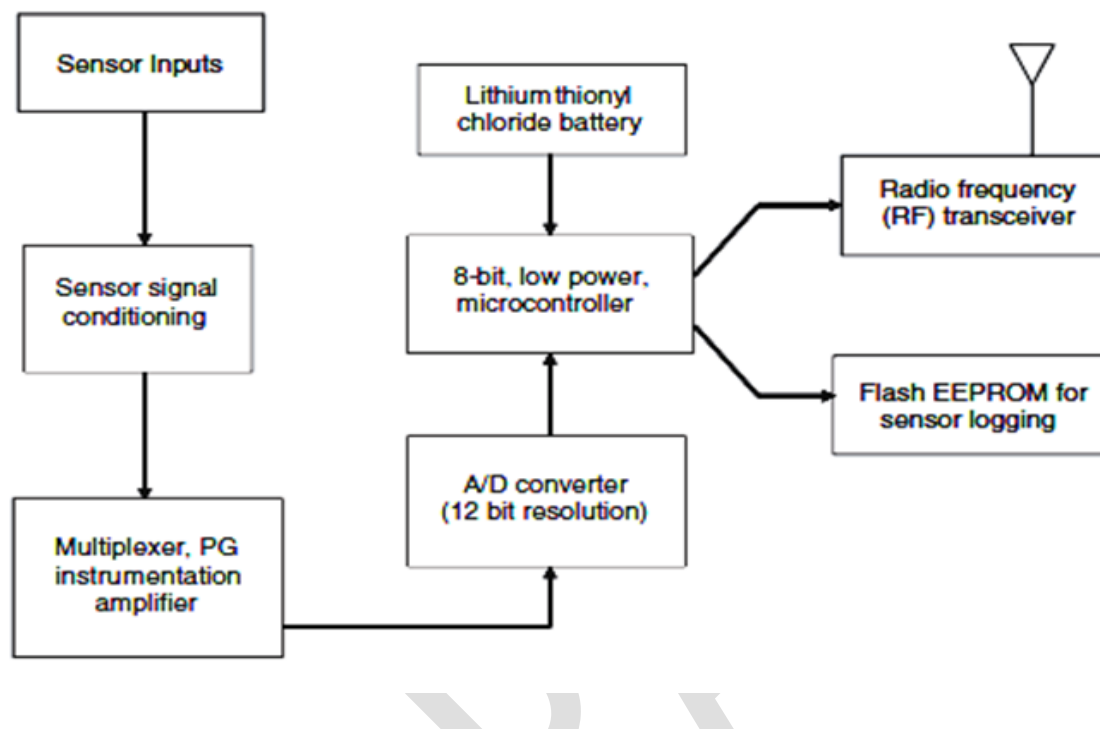 Sensor Inputs
Lithium thionyl
chloride battery
Radio frequency
(RF) transceiver
Sensor signal
conditioning
8-bit, low power,
microcontroller
Flash EEPROM for
sensor logging
A/D converter
(12 bit resolution)
Multiplexer, PG
instrumentation
amplifier